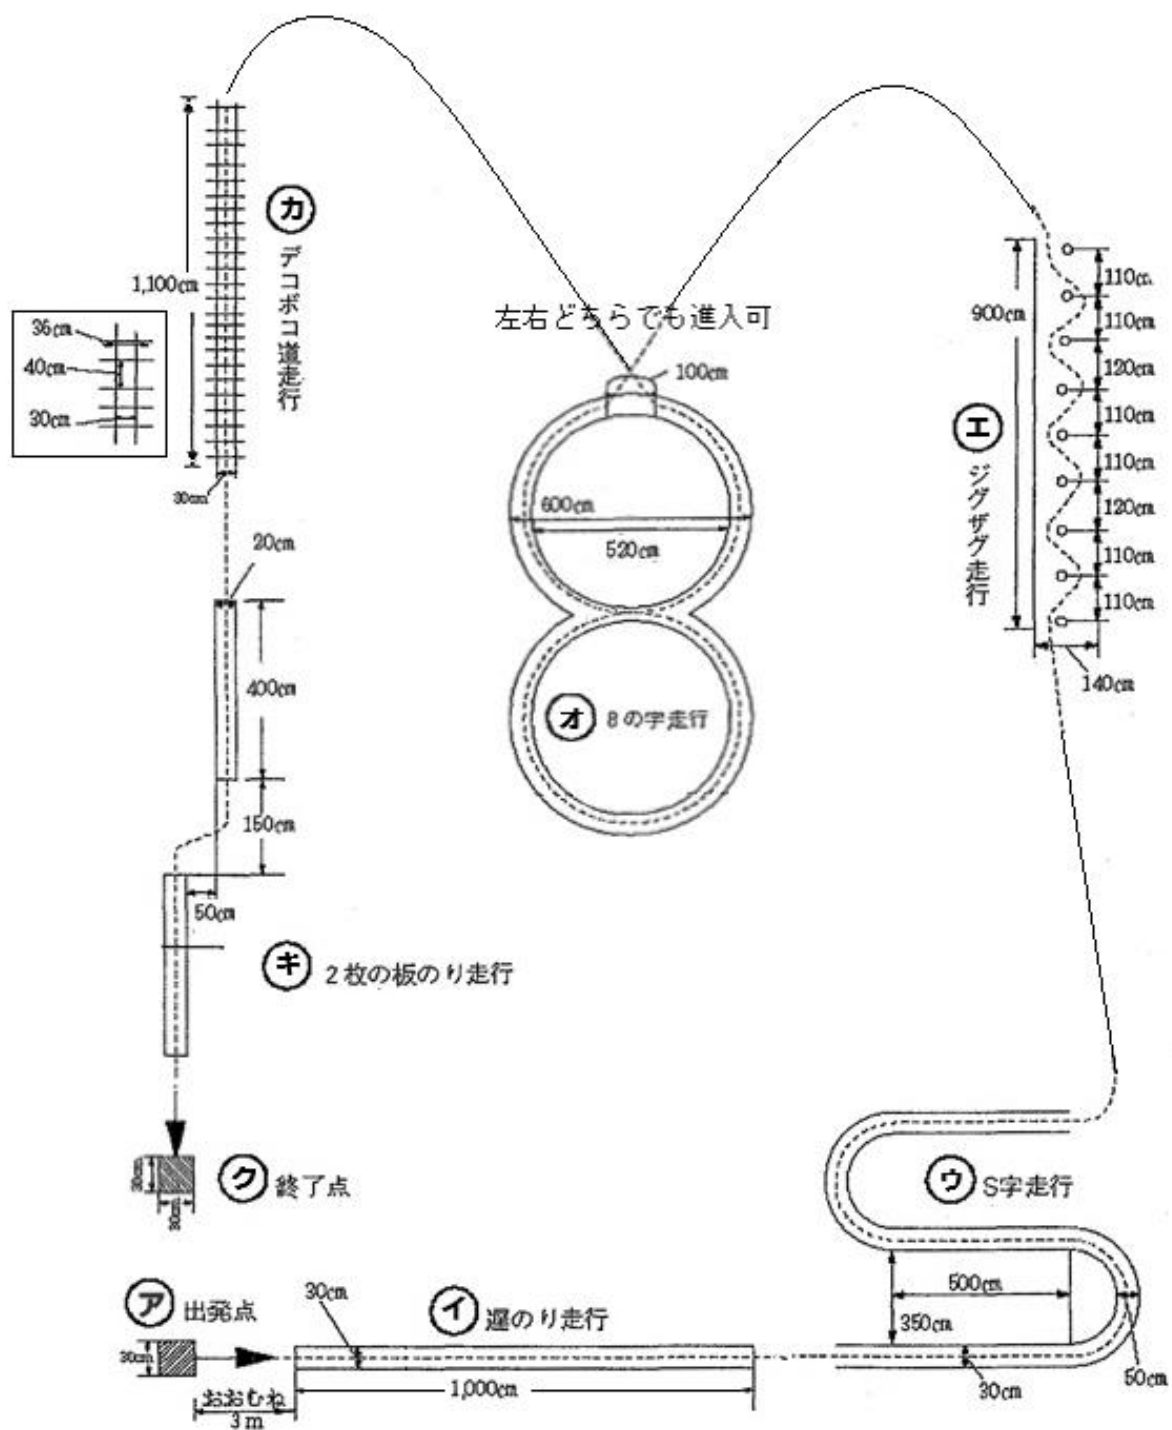 カ デコボコ道走行
1,100cm
36cm
40cm
30cm
30cm
左右どちらでも進入可
100cm
600cm
520cm
オ 8の字走行
エ ジグザグ走行
900cm
110cm
110cm
120cm
110cm
110cm
120cm
110cm
110cm
140cm
20cm
400cm
150cm
50cm
キ 2枚の板のり走行
ク 終了点
30cm
30cm
ウ S字走行
500cm
350cm
50cm
30cm
ア 出発点
30cm
おおむね
3m
イ 遅のり走行
30cm
1,000cm